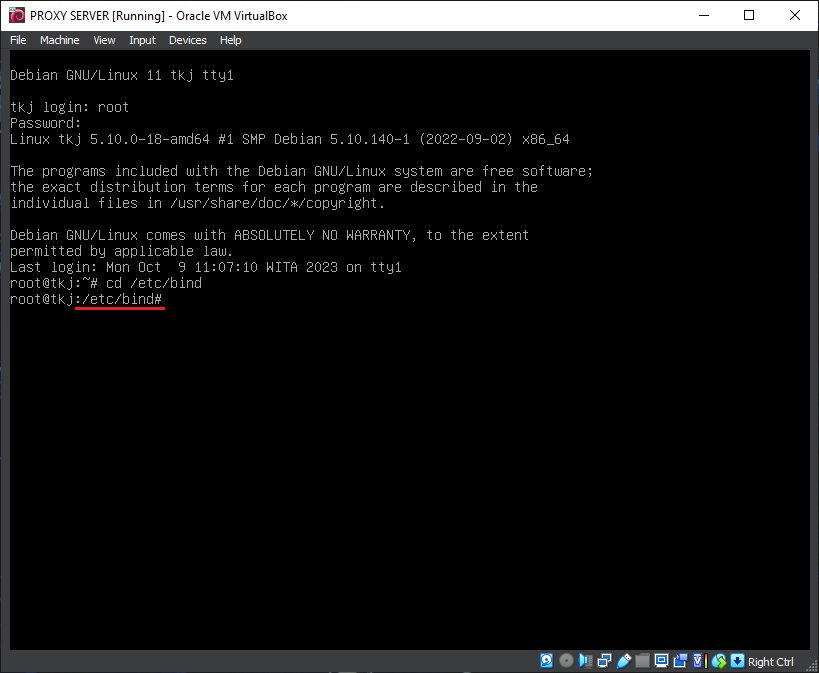 PROXY SERVER [Running] - Oracle VM VirtualBox
File Machine View Input Devices Help
Debian GNU/Linux 11 tkj tty1
tkj login: root
Password:
Linux tkj 5.10.0-18-amd64 #1 SMP Debian 5.10.140-1 (2022-09-02) x86_64
The programs included with the Debian GNU/Linux system are free software;
the exact distribution terms for each program are described in the
individual files in /usr/share/doc/*/copyright.
Debian GNU/Linux comes with ABSOLUTELY NO WARRANTY, to the extent
permitted by applicable law.
Last login: Mon Oct  9 11:07:10 WITA 2023 on tty1
root@tkj:~# cd /etc/bind
root@tkj:/etc/bind#
Right Ctrl